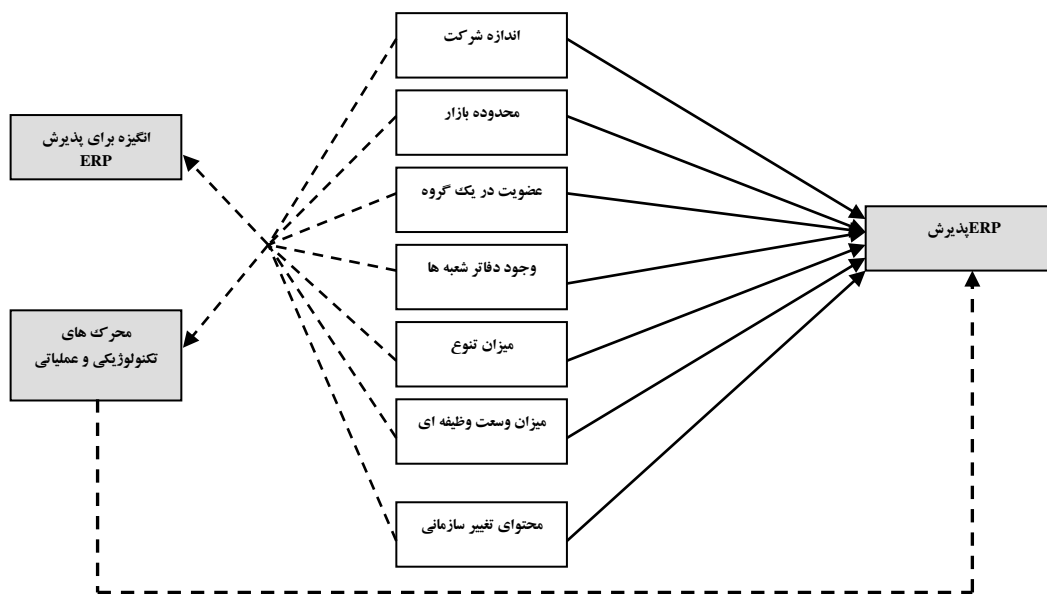 اندازه شرکت
محدوده بازار
انگیزه برای پذیرش
ERP
عضویت در یک گروه
ERPپذیرش
وجود دفاتر شعبه ها
محرک های
تکنولوژیکی و عملیاتی
میزان تنوع
میزان وسعت وظیفه ای
محتوای تغییر سازمانی